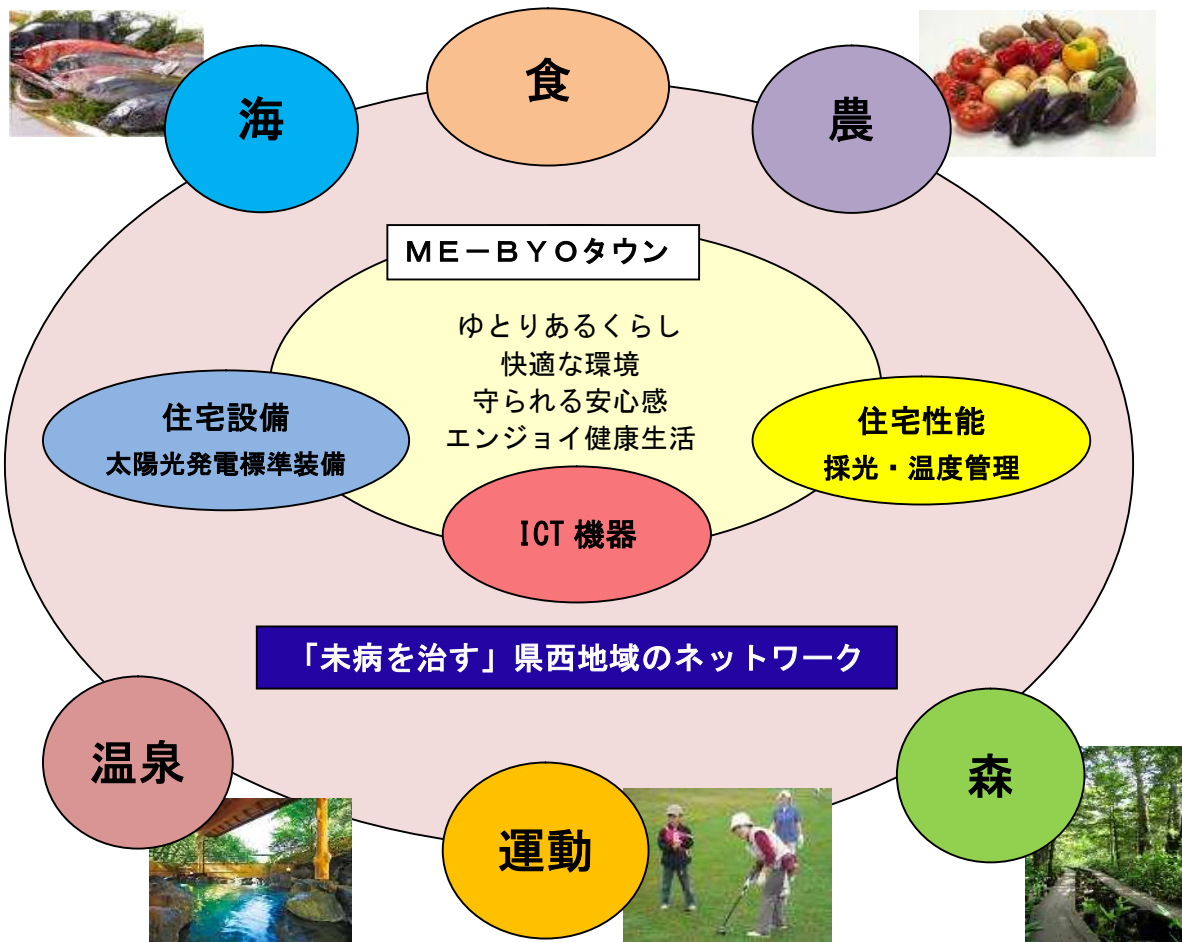 海
食
農
ME－BYOタウン
ゆとりあるくらし
快適な環境
守られる安心感
エンジョイ健康生活
住宅設備
太陽光発電標準装備
住宅性能
採光・温度管理
ICT 機器
「未病を治す」県西地域のネットワーク
温泉
運動
森